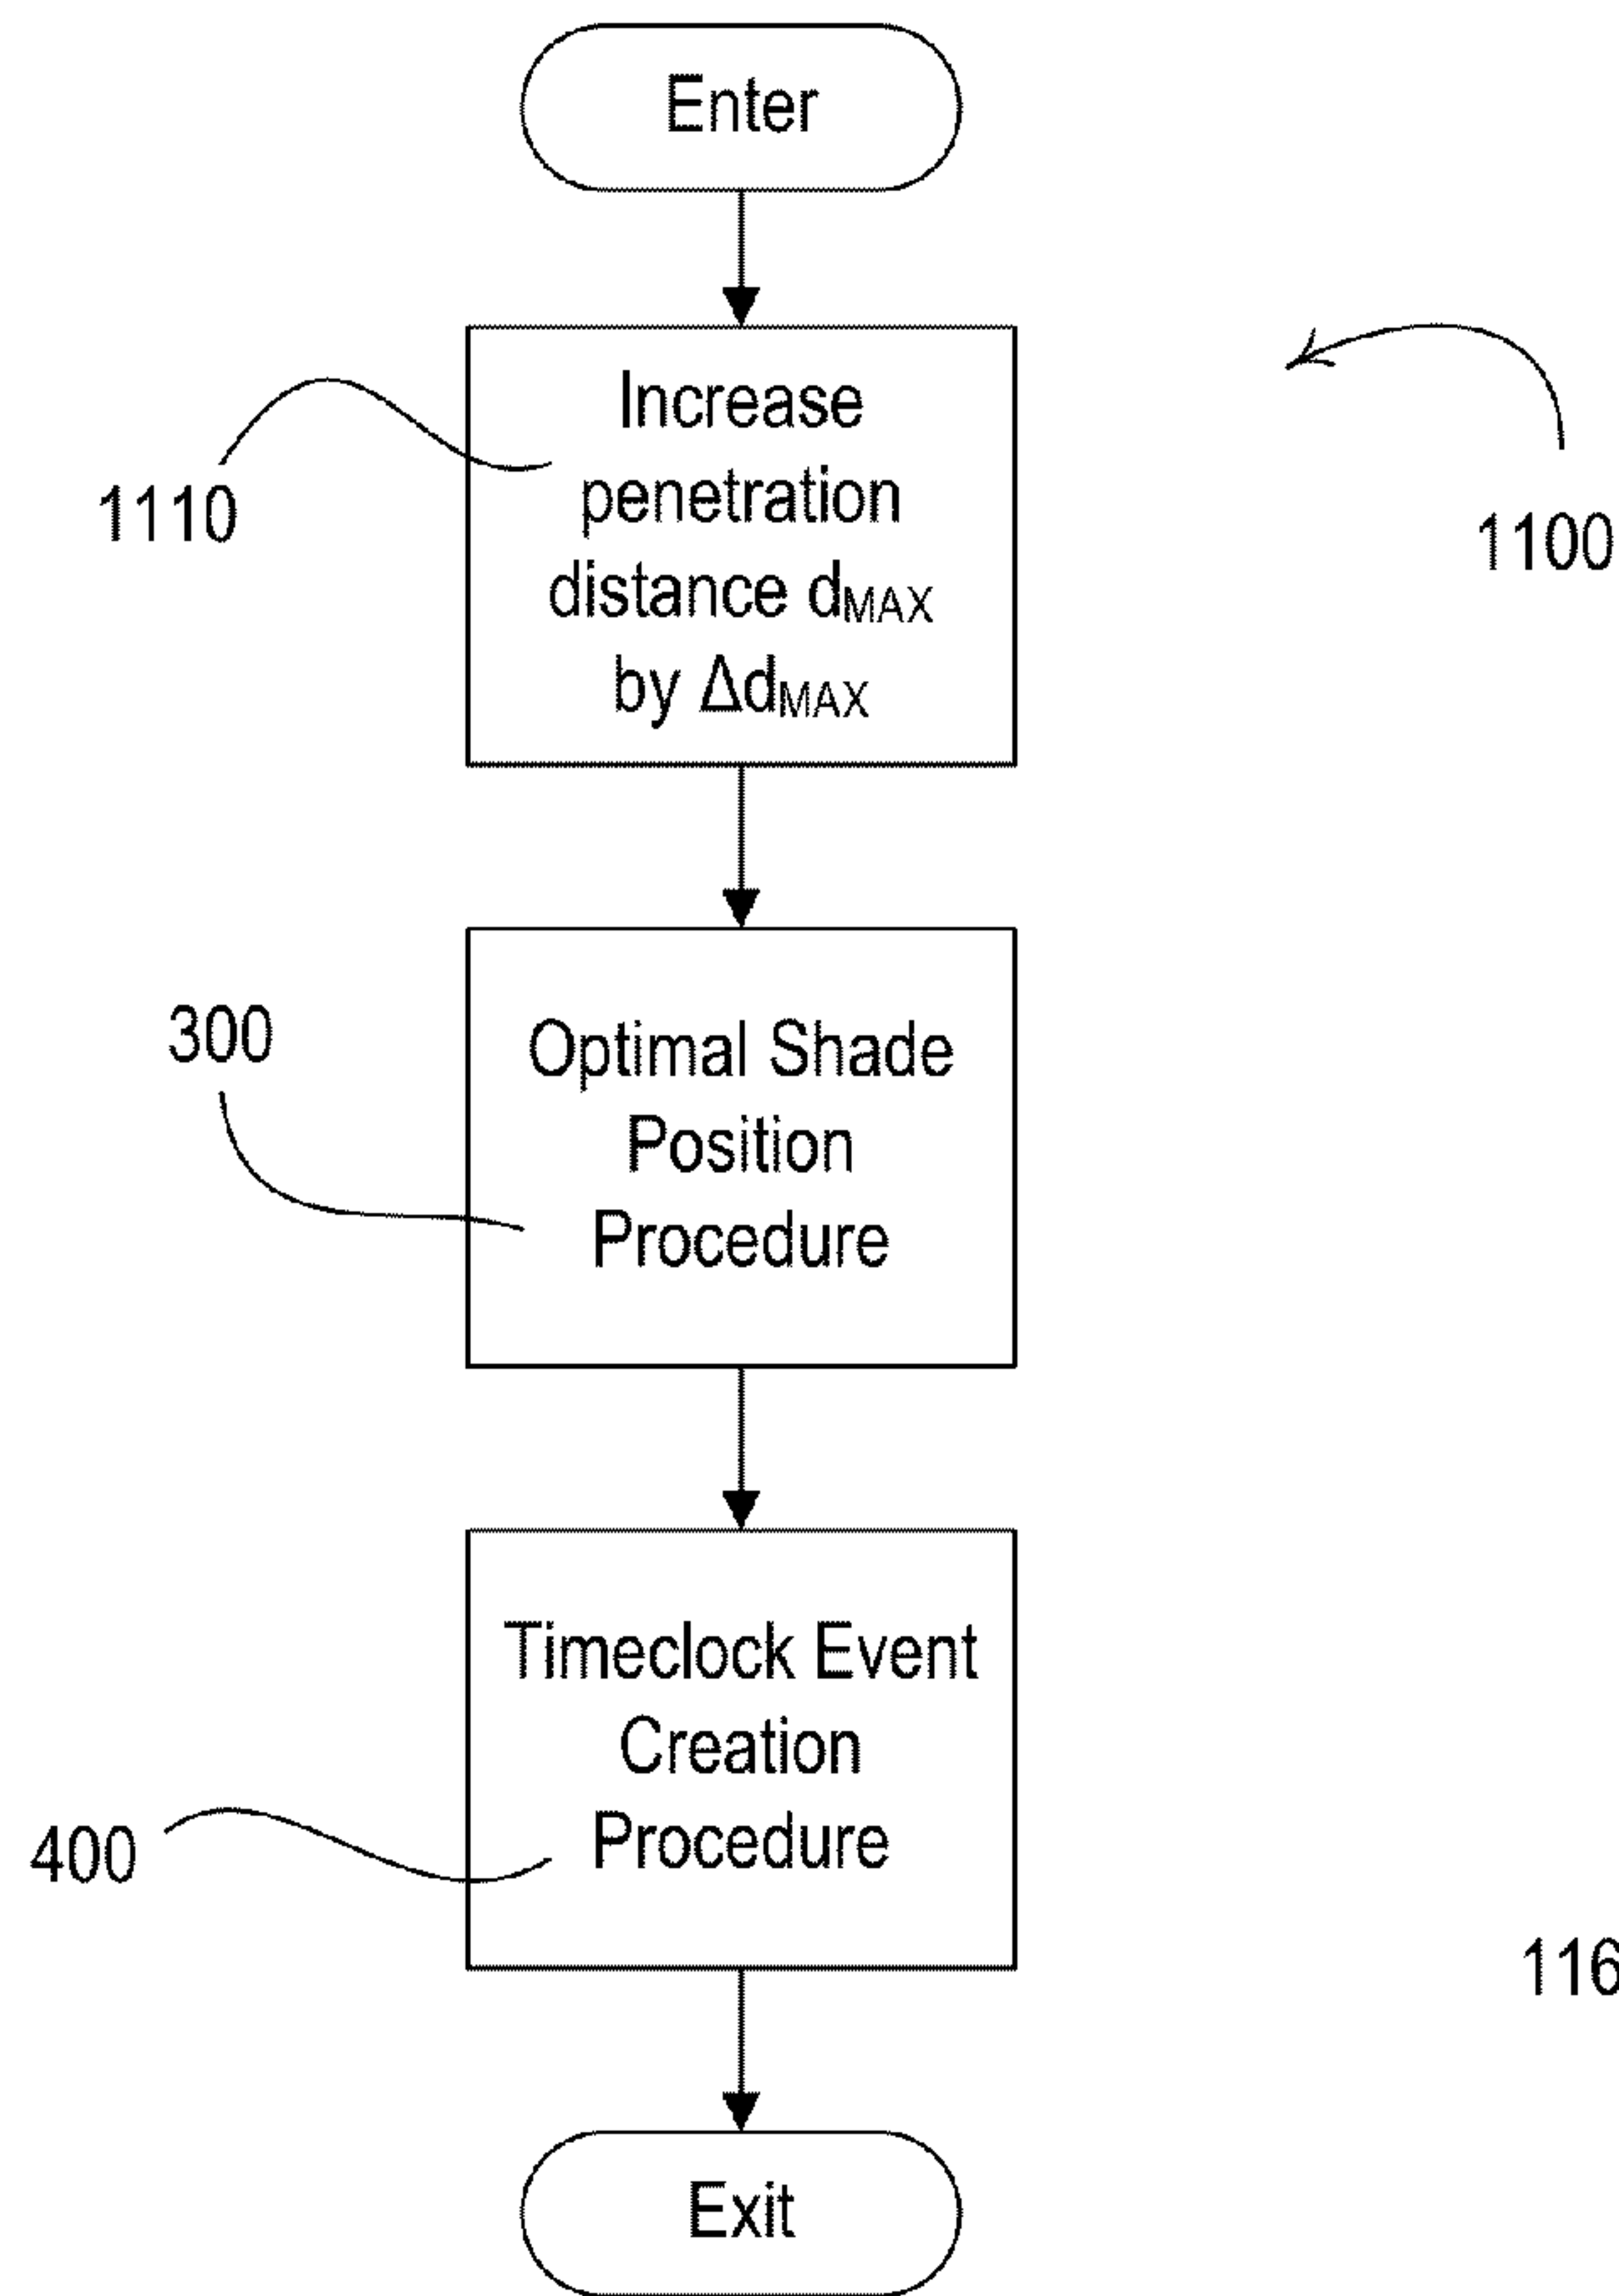 Enter
Increase
penetration
distance dMAX
by ΔdMAX
1110
1100
Optimal Shade
Position
Procedure
300
Timeclock Event
Creation
Procedure
400
116
Exit